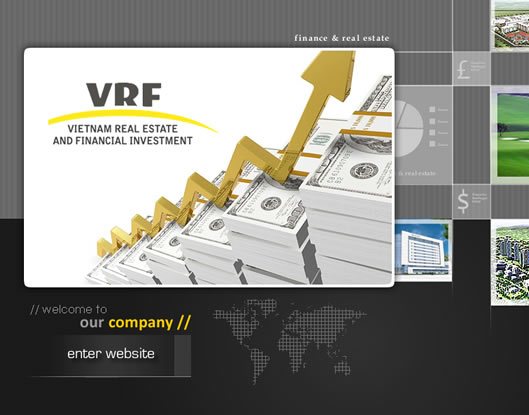 finance & real estate
VRF
VIETNAM REAL ESTATE
AND FINANCIAL INVESTMENT
£
& real estate
$
// welcome to
our company //
enter website